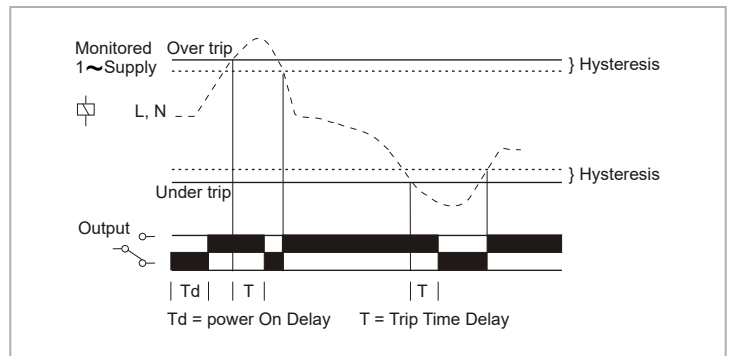 Monitored Over trip
1~Supply
} Hysteresis
L, N
} Hysteresis
Under trip
Output
Td T T
Td = power On Delay T = Trip Time Delay